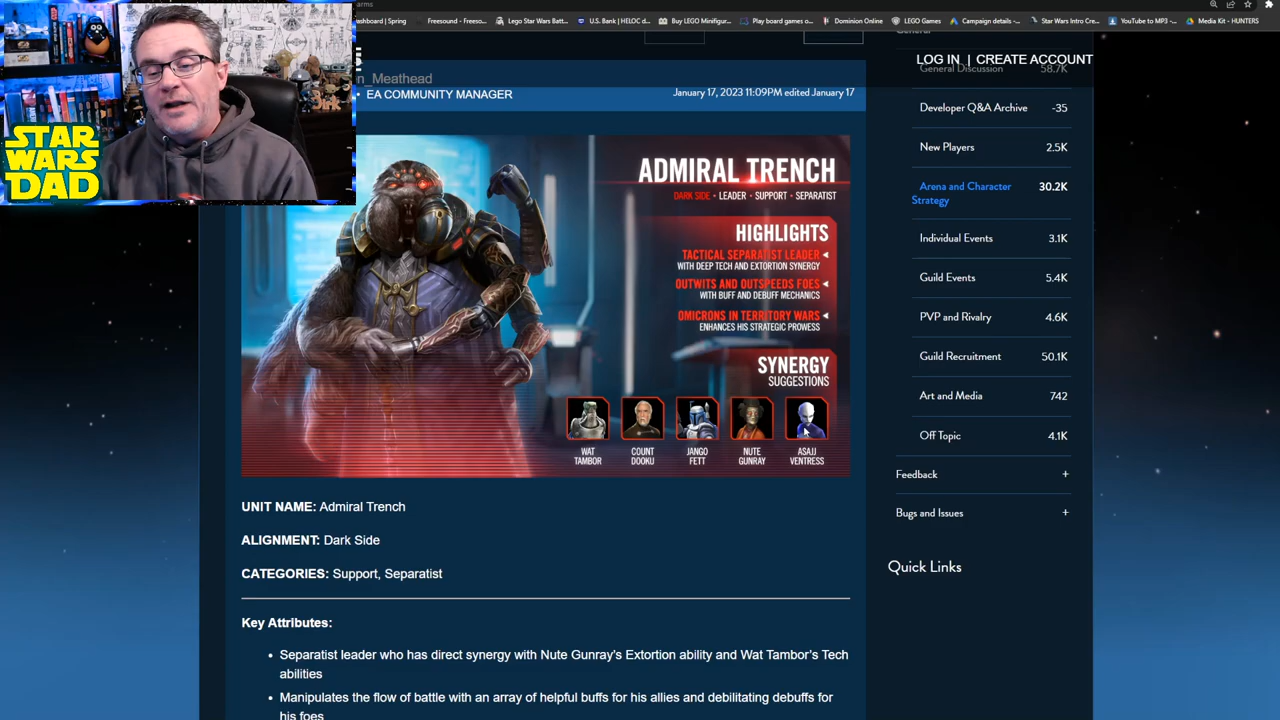 arms
ashboard | Spring
Freesound - Freeso...
Lego Star Wars Batt...
U.S. Bank | HELOC d...
Buy LEGO Minifigur...
Play board games o...
Dominion Online
LEGO Games
Campaign details -...
Star Wars Intro Cre...
YouTube to MP3 -...
Media Kit - HUNTERS
LOG IN | CREATE ACCOUNT
n_Meathead
• EA COMMUNITY MANAGER
January 17, 2023 11:09PM edited January 17
STAR
WARS
DAD
ADMIRAL TRENCH
DARK SIDE • LEADER • SUPPORT • SEPARATIST
HIGHLIGHTS
TACTICAL SEPARATIST LEADER
WITH DEEP TECH AND EXTORTION SYNERGY
OUTWITS AND OUTSPEEDS FOES
WITH BUFF AND DEBUFF MECHANICS
OMICRONS IN TERRITORY WARS
ENHANCES HIS STRATEGIC PROWESS
SYNERGY
SUGGESTIONS
WAT
TAMBOR
COUNT
DOOKU
JANGO
FETT
NUTE
GUNRAY
ASAJJ
VENTRESS
UNIT NAME: Admiral Trench
ALIGNMENT: Dark Side
CATEGORIES: Support, Separatist
Key Attributes:
• Separatist leader who has direct synergy with Nute Gunray's Extortion ability and Wat Tambor's Tech
abilities
• Manipulates the flow of battle with an array of helpful buffs for his allies and debilitating debuffs for
his foes
General
General Discussion 58.7K
Developer Q&A Archive -35
New Players 2.5K
Arena and Character 30.2K
Strategy
Individual Events 3.1K
Guild Events 5.4K
PVP and Rivalry 4.6K
Guild Recruitment 50.1K
Art and Media 742
Off Topic 4.1K
Feedback +
Bugs and Issues +
Quick Links